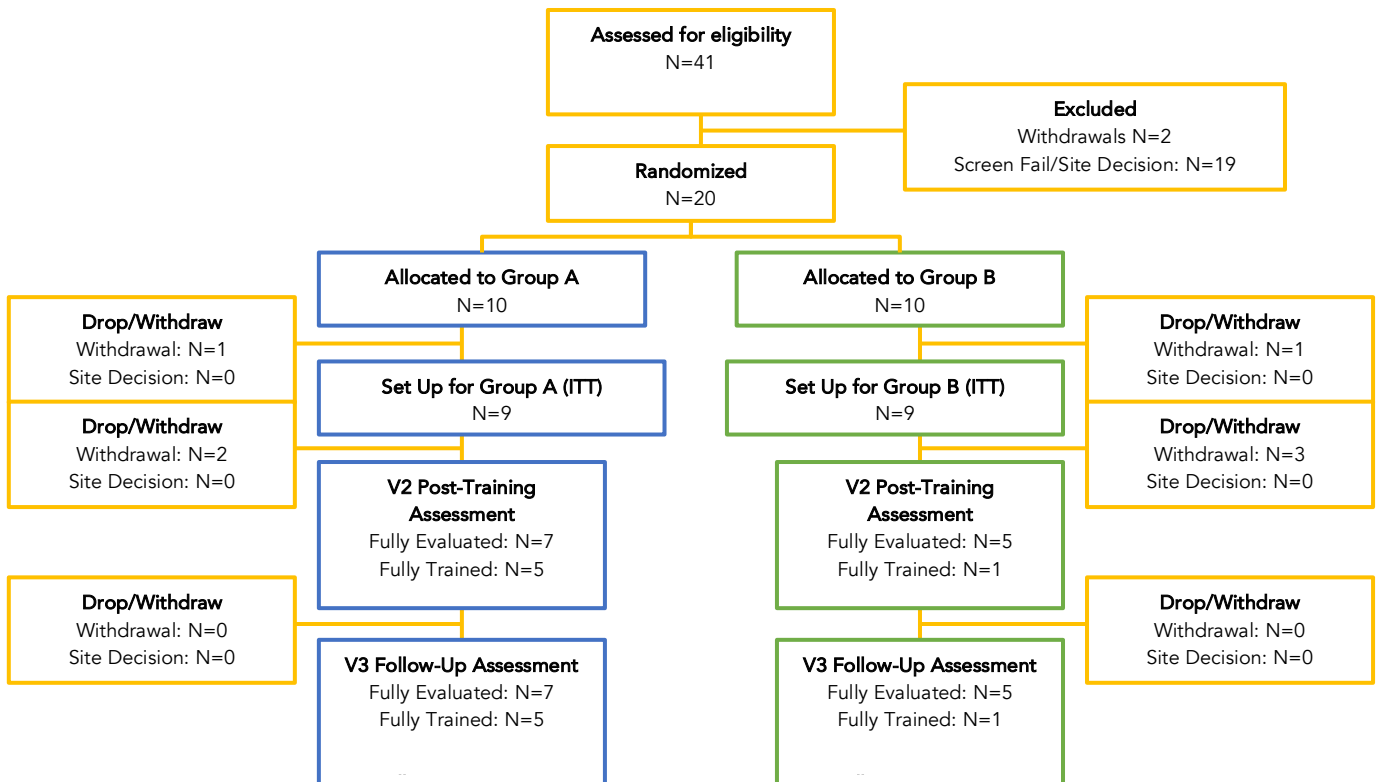 Assessed for eligibility
N=41
Excluded
Withdrawals N=2
Screen Fail/Site Decision: N=19
Randomized
N=20
Allocated to Group A
N=10
Allocated to Group B
N=10
Drop/Withdraw
Withdrawal: N=1
Site Decision: N=0
Drop/Withdraw
Withdrawal: N=1
Site Decision: N=0
Set Up for Group A (ITT)
N=9
Set Up for Group B (ITT)
N=9
Drop/Withdraw
Withdrawal: N=2
Site Decision: N=0
Drop/Withdraw
Withdrawal: N=3
Site Decision: N=0
V2 Post-Training
Assessment
Fully Evaluated: N=7
Fully Trained: N=5
V2 Post-Training
Assessment
Fully Evaluated: N=5
Fully Trained: N=1
Drop/Withdraw
Withdrawal: N=0
Site Decision: N=0
Drop/Withdraw
Withdrawal: N=0
Site Decision: N=0
V3 Follow-Up Assessment
Fully Evaluated: N=7
Fully Trained: N=5
V3 Follow-Up Assessment
Fully Evaluated: N=5
Fully Trained: N=1